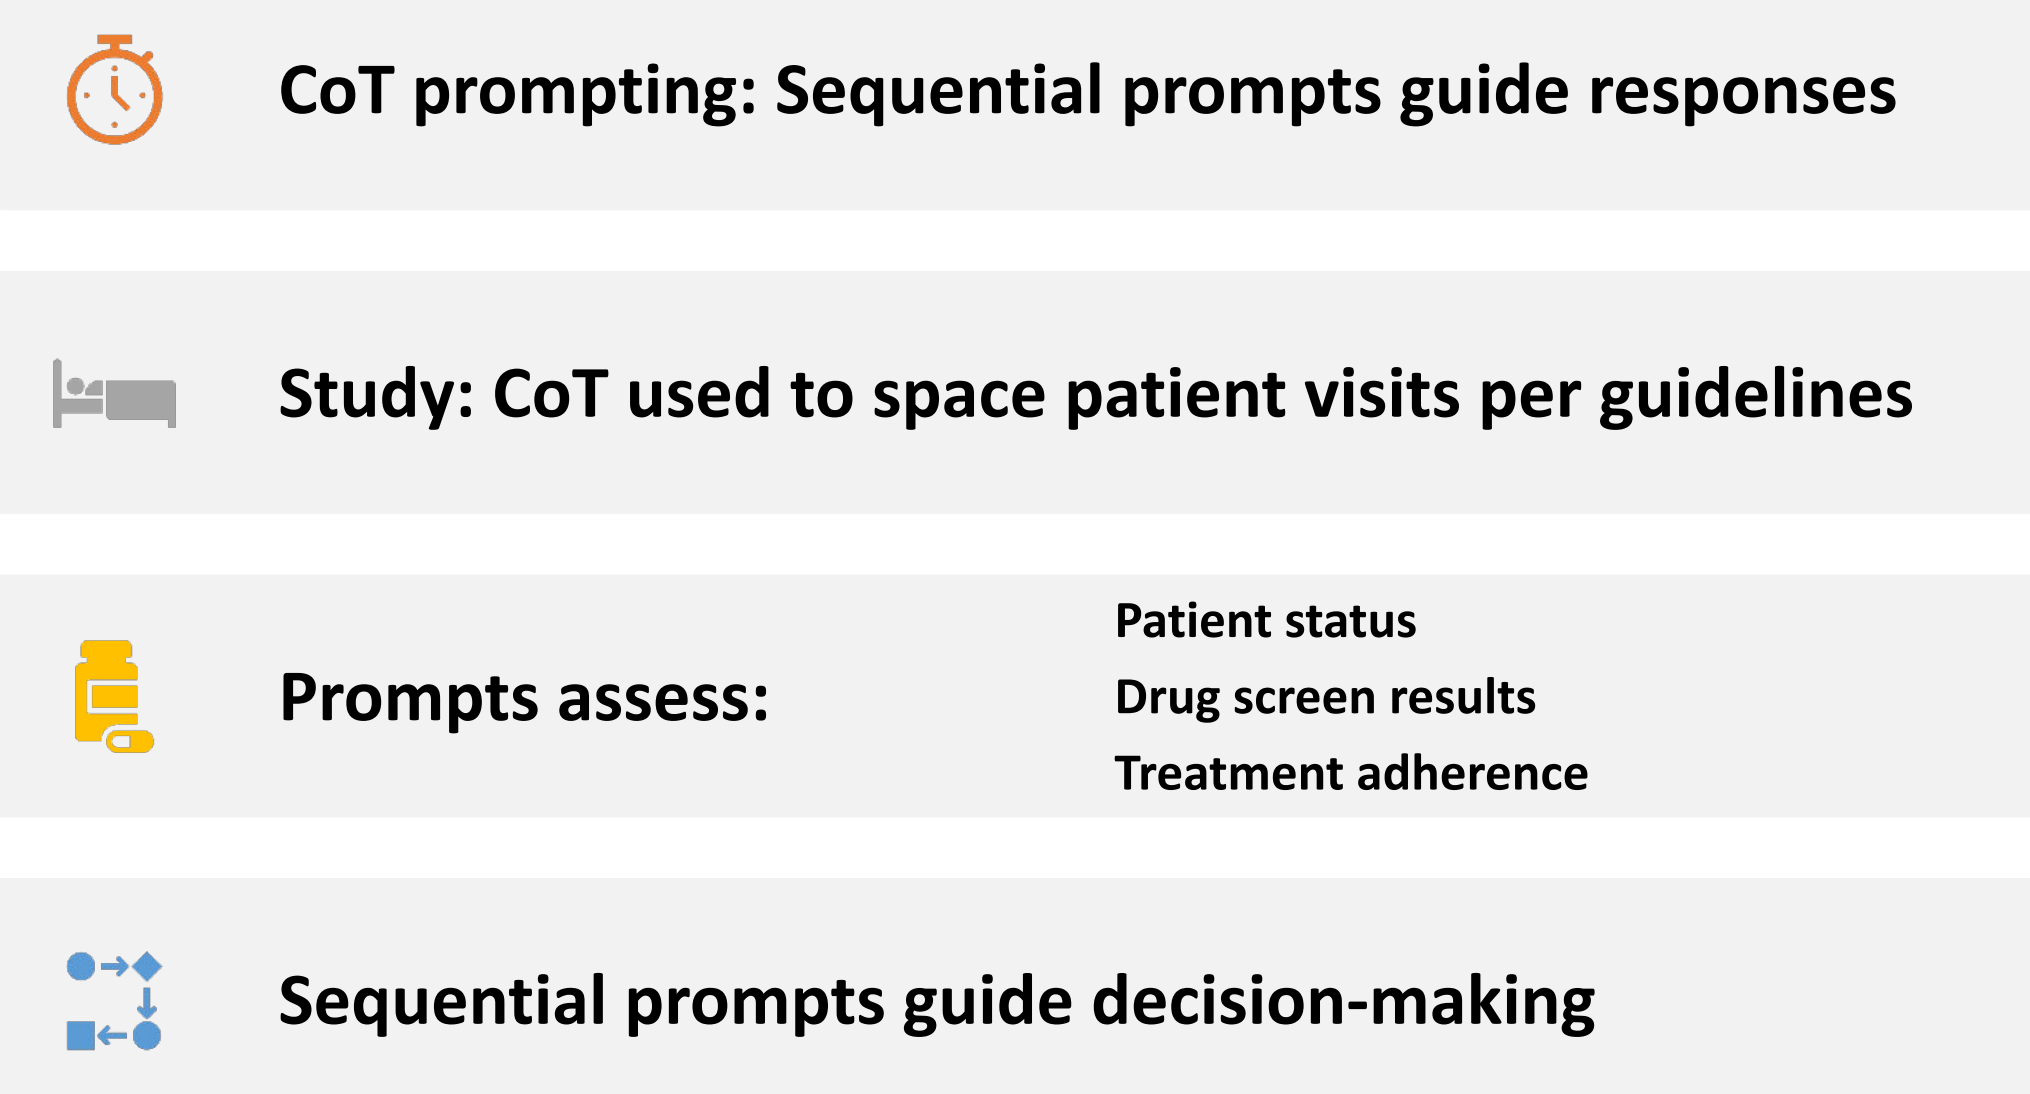 CoT prompting: Sequential prompts guide responses
Study: CoT used to space patient visits per guidelines
Prompts assess:
Patient status
Drug screen results
Treatment adherence
Sequential prompts guide decision-making